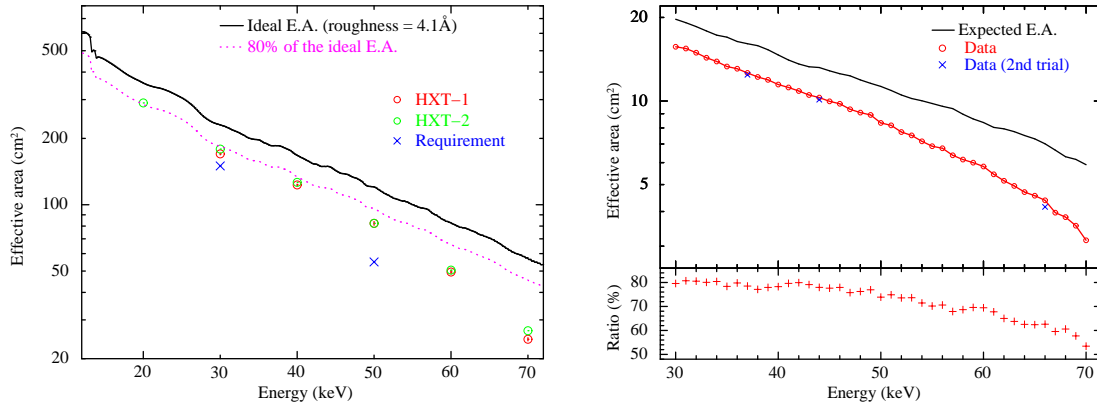 Ideal E.A. (roughness = 4.1Å)
80% of the ideal E.A.
HXT−1
HXT−2
Requirement
Effective area (cm²)
500
200
100
50
20
20 30 40 50 60 70
Energy (keV)
Expected E.A.
Data
Data (2nd trial)
Effective area (cm²)
20
10
5
Ratio (%)
80
70
60
50
30 40 50 60 70
Energy (keV)